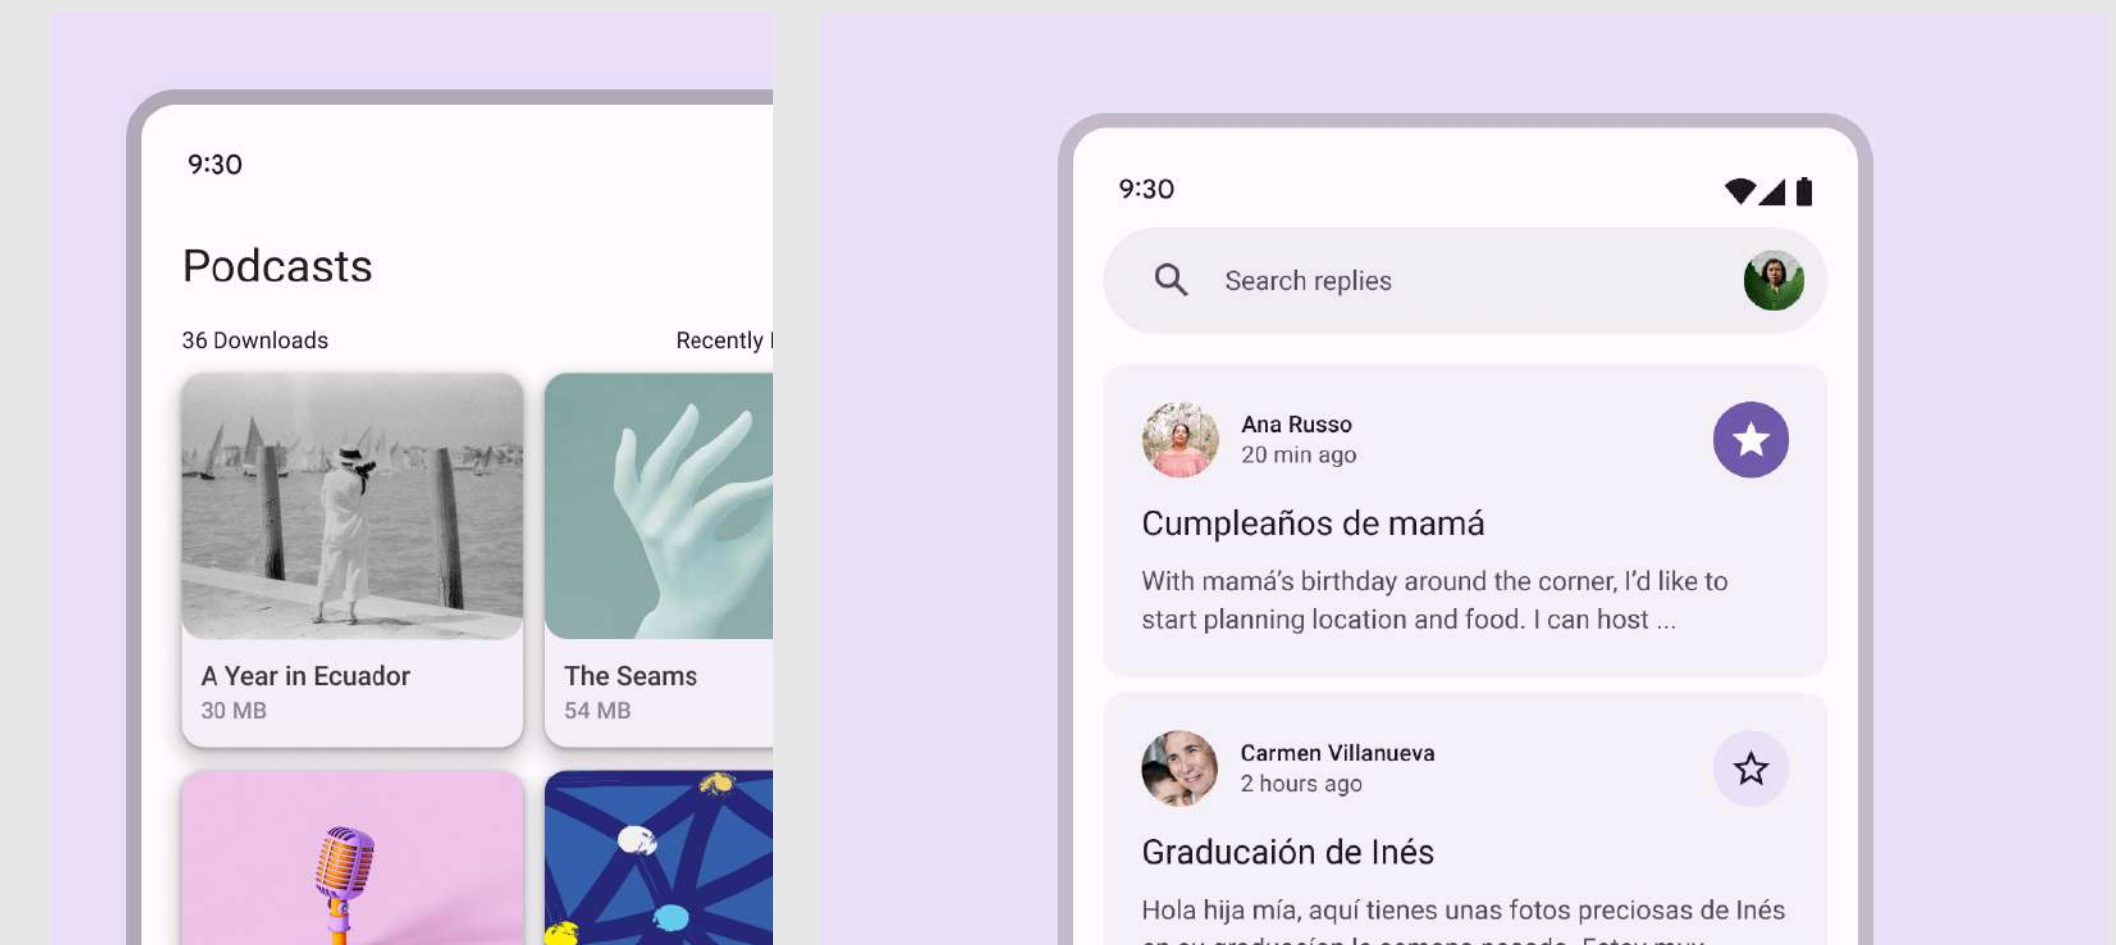 9:30
Podcasts
36 Downloads
Recently
A Year in Ecuador
30 MB
The Seams
54 MB
9:30
Search replies
Ana Russo
20 min ago
Cumpleaños de mamá
With mamá’s birthday around the corner, I’d like to
start planning location and food. I can host ...
Carmen Villanueva
2 hours ago
Graducaión de Inés
Hola hija mía, aquí tienes unas fotos preciosas de Inés